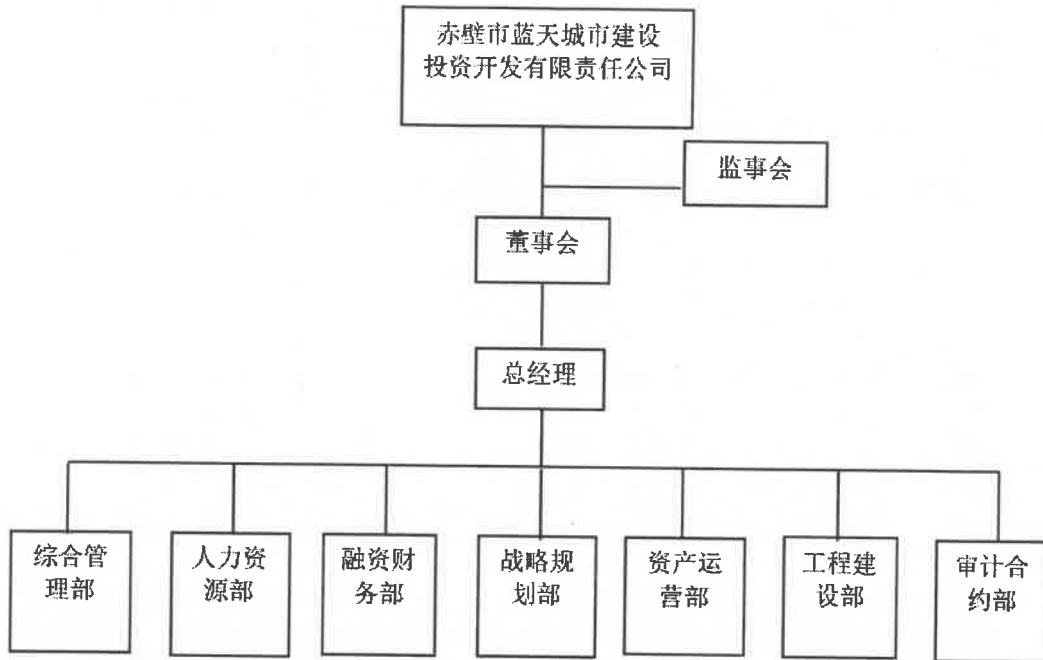 赤壁市蓝天城市建设
投资开发有限责任公司
监事会
董事会
总经理
综合管
理部
人力资
源部
融资财
务部
战略规
划部
资产运
营部
工程建
设部
审计合
约部